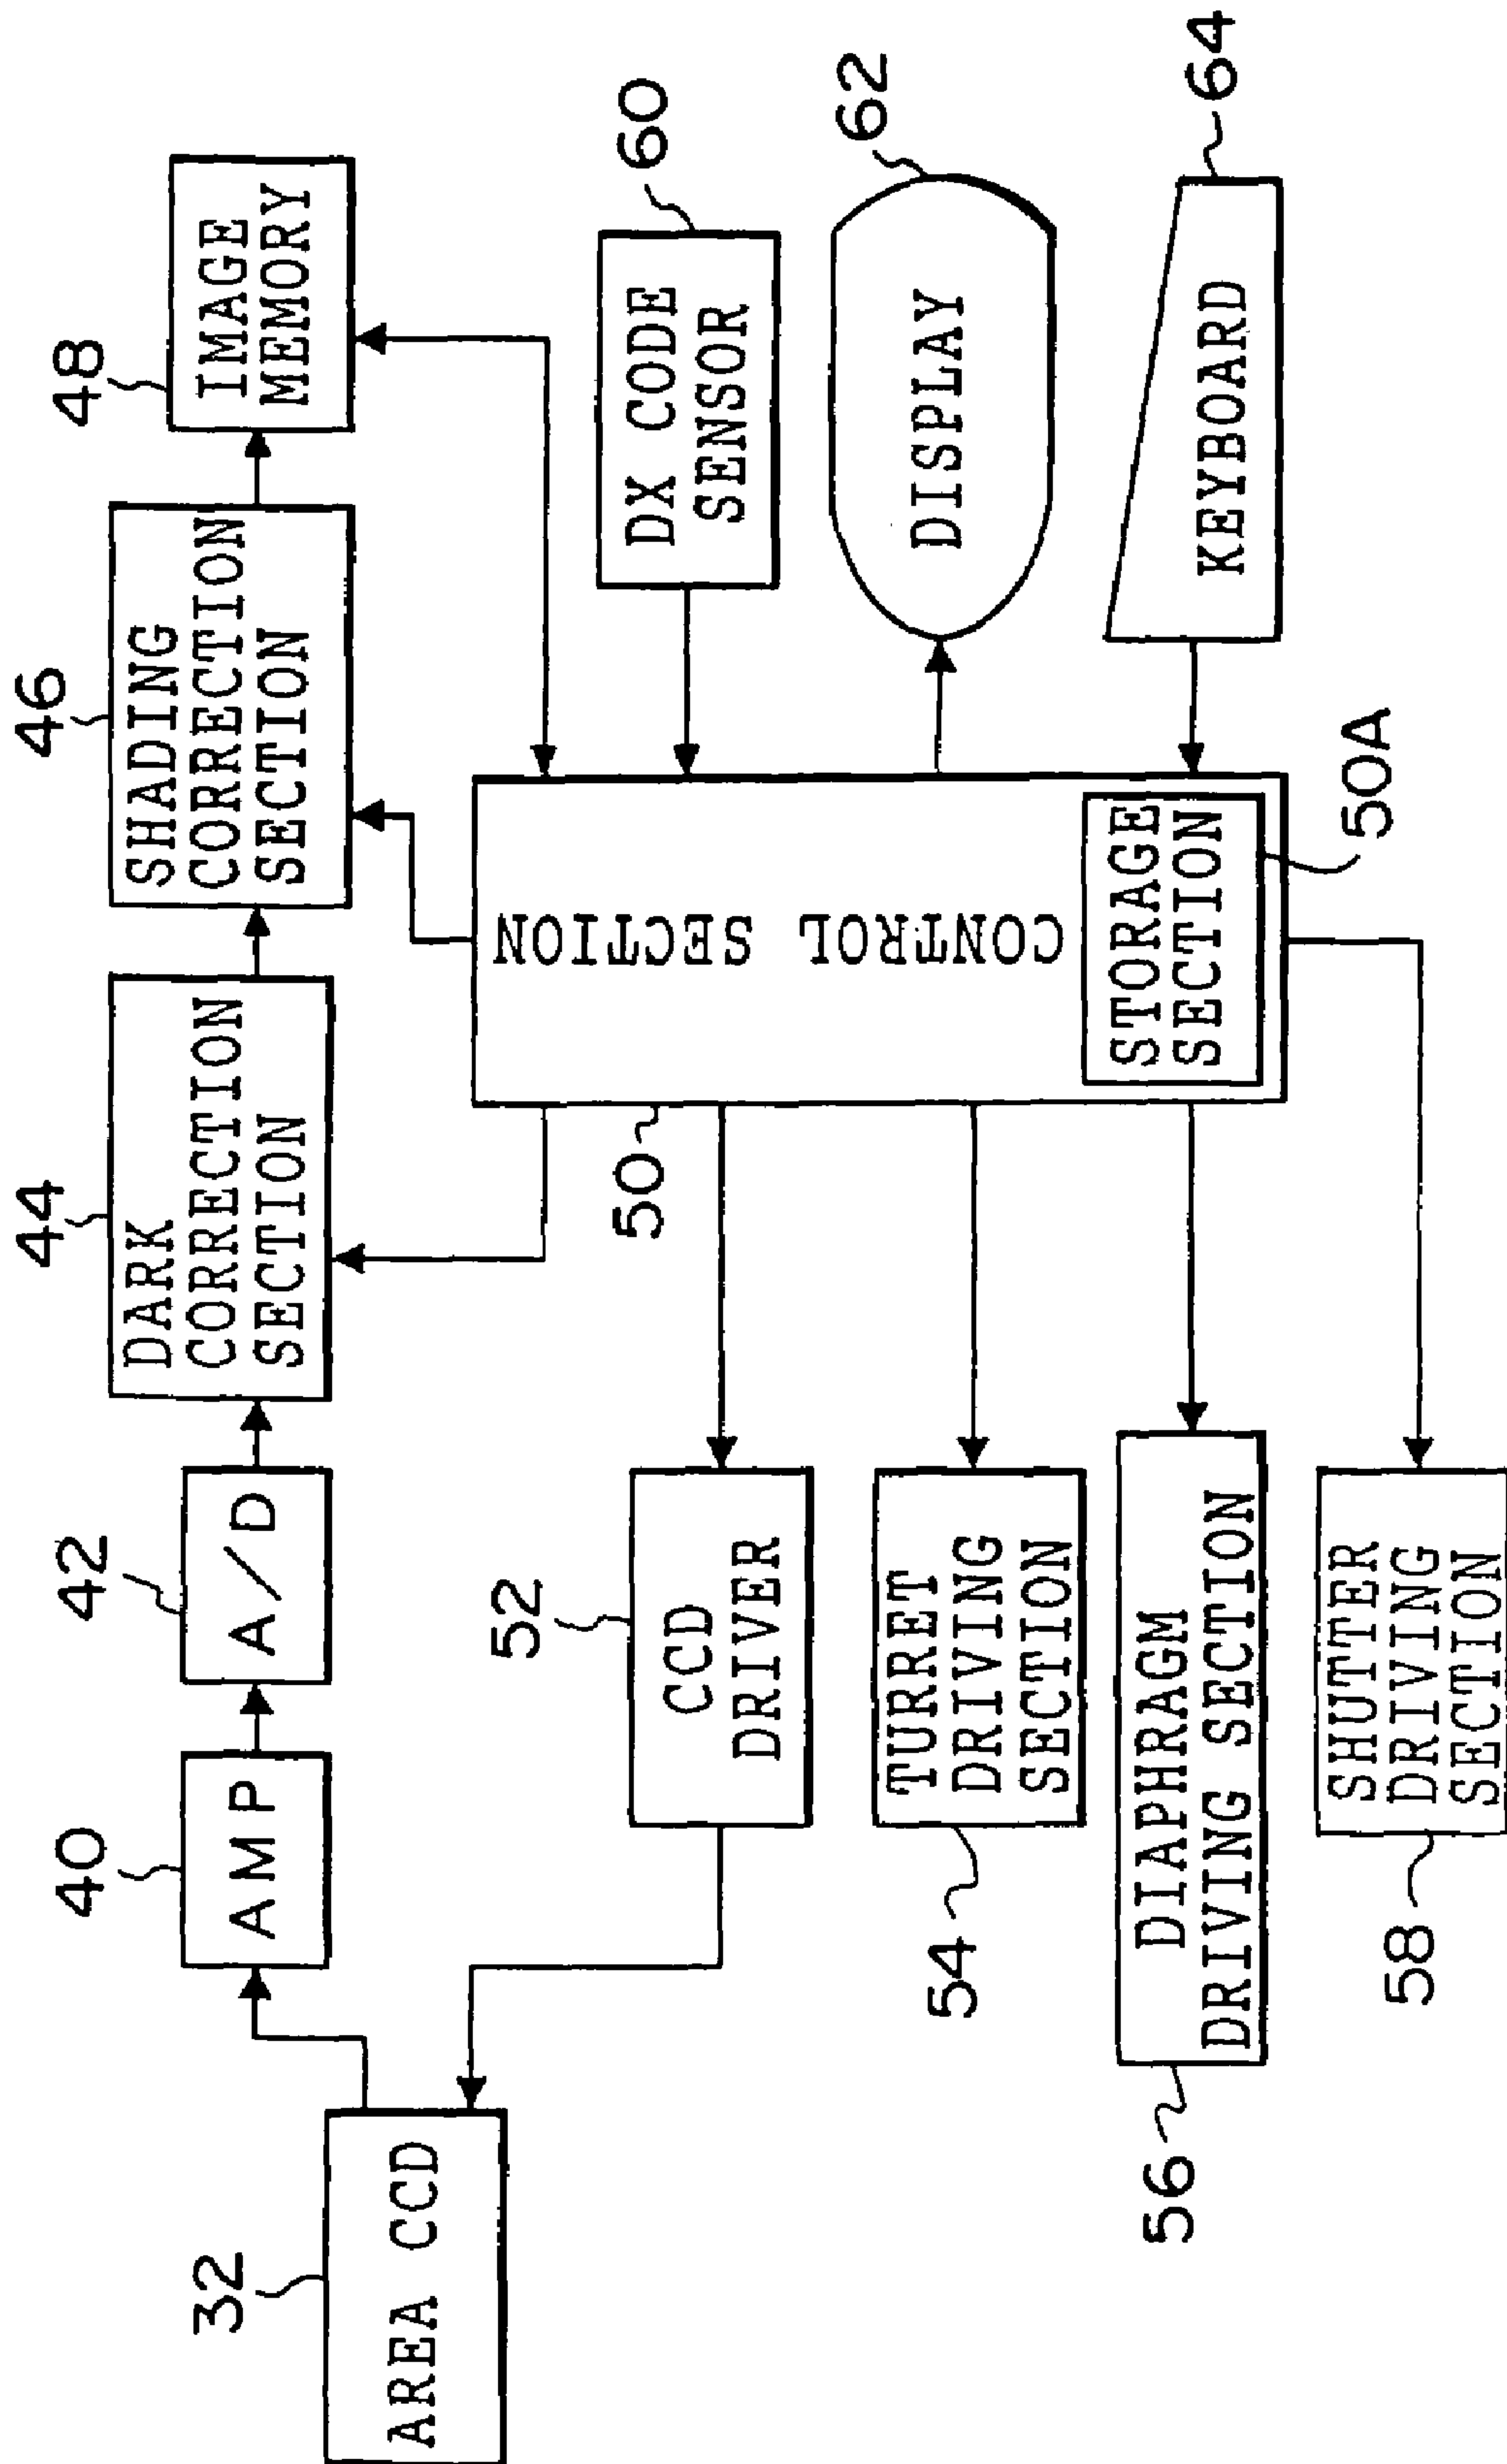 32
AREA CCD
40
AMP
42
A/D
44
DARK
CORRECTION
SECTION
46
SHADING
CORRECTION
SECTION
48
IMAGE
MEMORY
50
CONTROL SECTION
STORAGE
SECTION
50A
52
CCD
DRIVER
54
TURRET
DRIVING
SECTION
56
DIAPHRAGM
DRIVING SECTION
58
SHUTTER
DRIVING
SECTION
60
DX CODE
SENSOR
62
DISPLAY
64
KEYBOARD